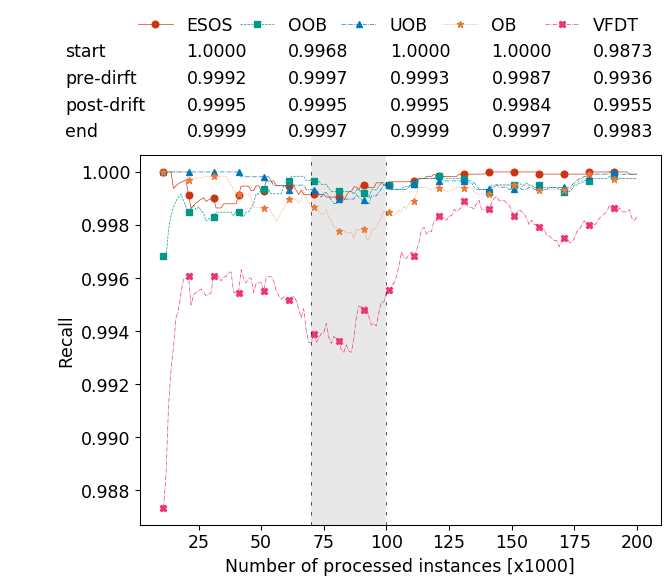 ESOS OOB UOB OB VFDT
start 1.0000 0.9968 1.0000 1.0000 0.9873
pre-dirft 0.9992 0.9997 0.9993 0.9987 0.9936
post-drift 0.9995 0.9995 0.9995 0.9984 0.9955
end 0.9999 0.9997 0.9999 0.9997 0.9983
1.000
0.998
0.996
0.994
0.992
0.990
0.988
Recall
25 50 75 100 125 150 175 200
Number of processed instances [x1000]